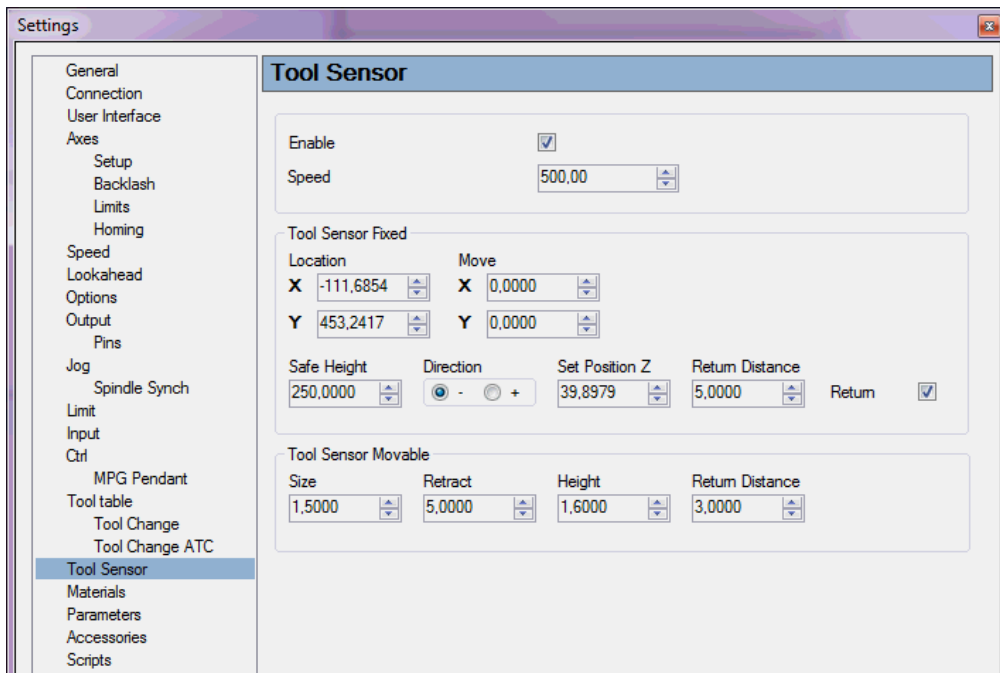 Settings
General
Connection
User Interface
Axes
Setup
Backlash
Limits
Homing
Speed
Lookahead
Options
Output
Pins
Jog
Spindle Synch
Limit
Input
Ctrl
MPG Pendant
Tool table
Tool Change
Tool Change ATC
Tool Sensor
Materials
Parameters
Accessories
Scripts
Tool Sensor
Enable
Speed 500,00
Tool Sensor Fixed
Location Move
X -111,6854 X 0,0000
Y 453,2417 Y 0,0000
Safe Height Direction Set Position Z Return Distance
250,0000 - + 39,8979 5,0000 Return
Tool Sensor Movable
Size Retract Height Return Distance
1,5000 5,0000 1,6000 3,0000